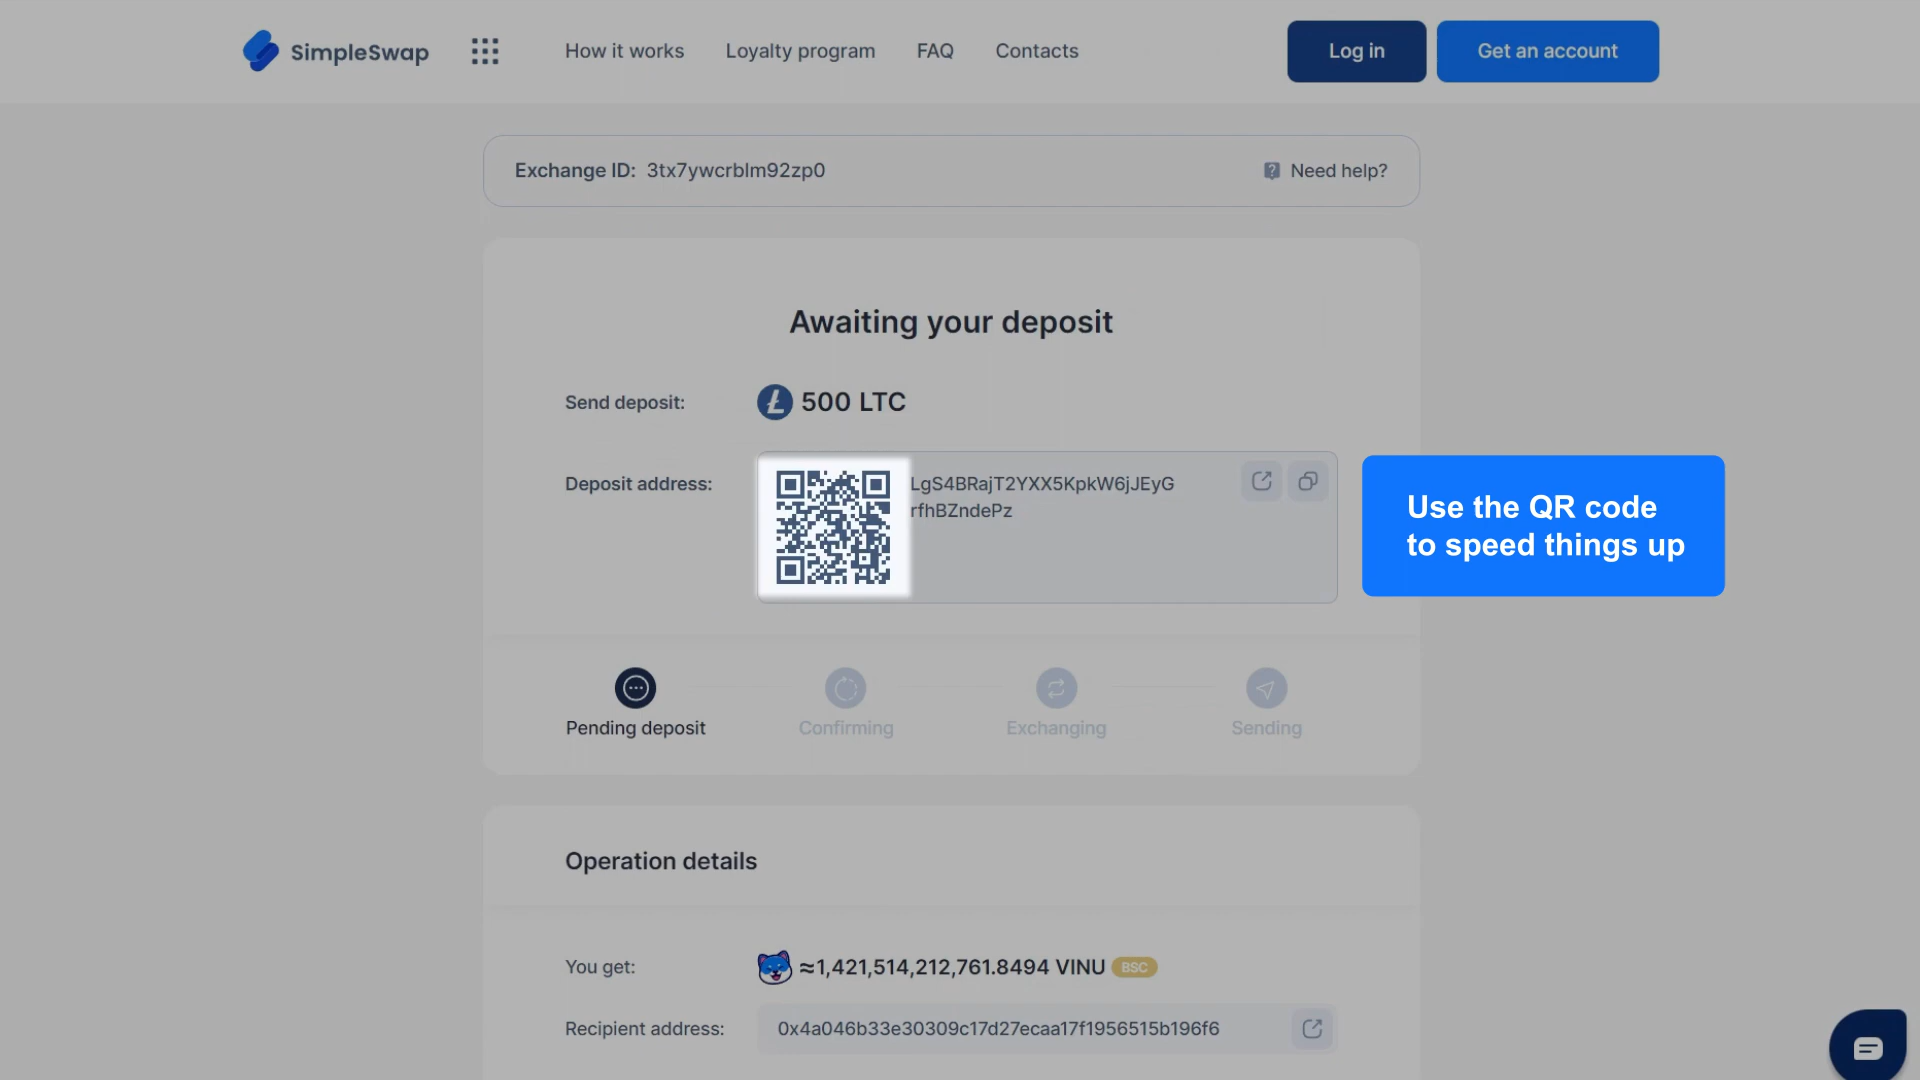 SimpleSwap
How it works
Loyalty program
FAQ
Contacts
Log in
Get an account
Exchange ID: 3tx7ywcrblm92zp0
Need help?
Awaiting your deposit
Send deposit:
500 LTC
Deposit address:
LgS4BRajT2YXX5KpkW6jJEyG
rfhBZndePz
Use the QR code
to speed things up
Pending deposit
Confirming
Exchanging
Sending
Operation details
You get:
≈1,421,514,212,761.8494 VINU BSC
Recipient address:
0x4a046b33e30309c17d27ecaa17f1956515b196f6